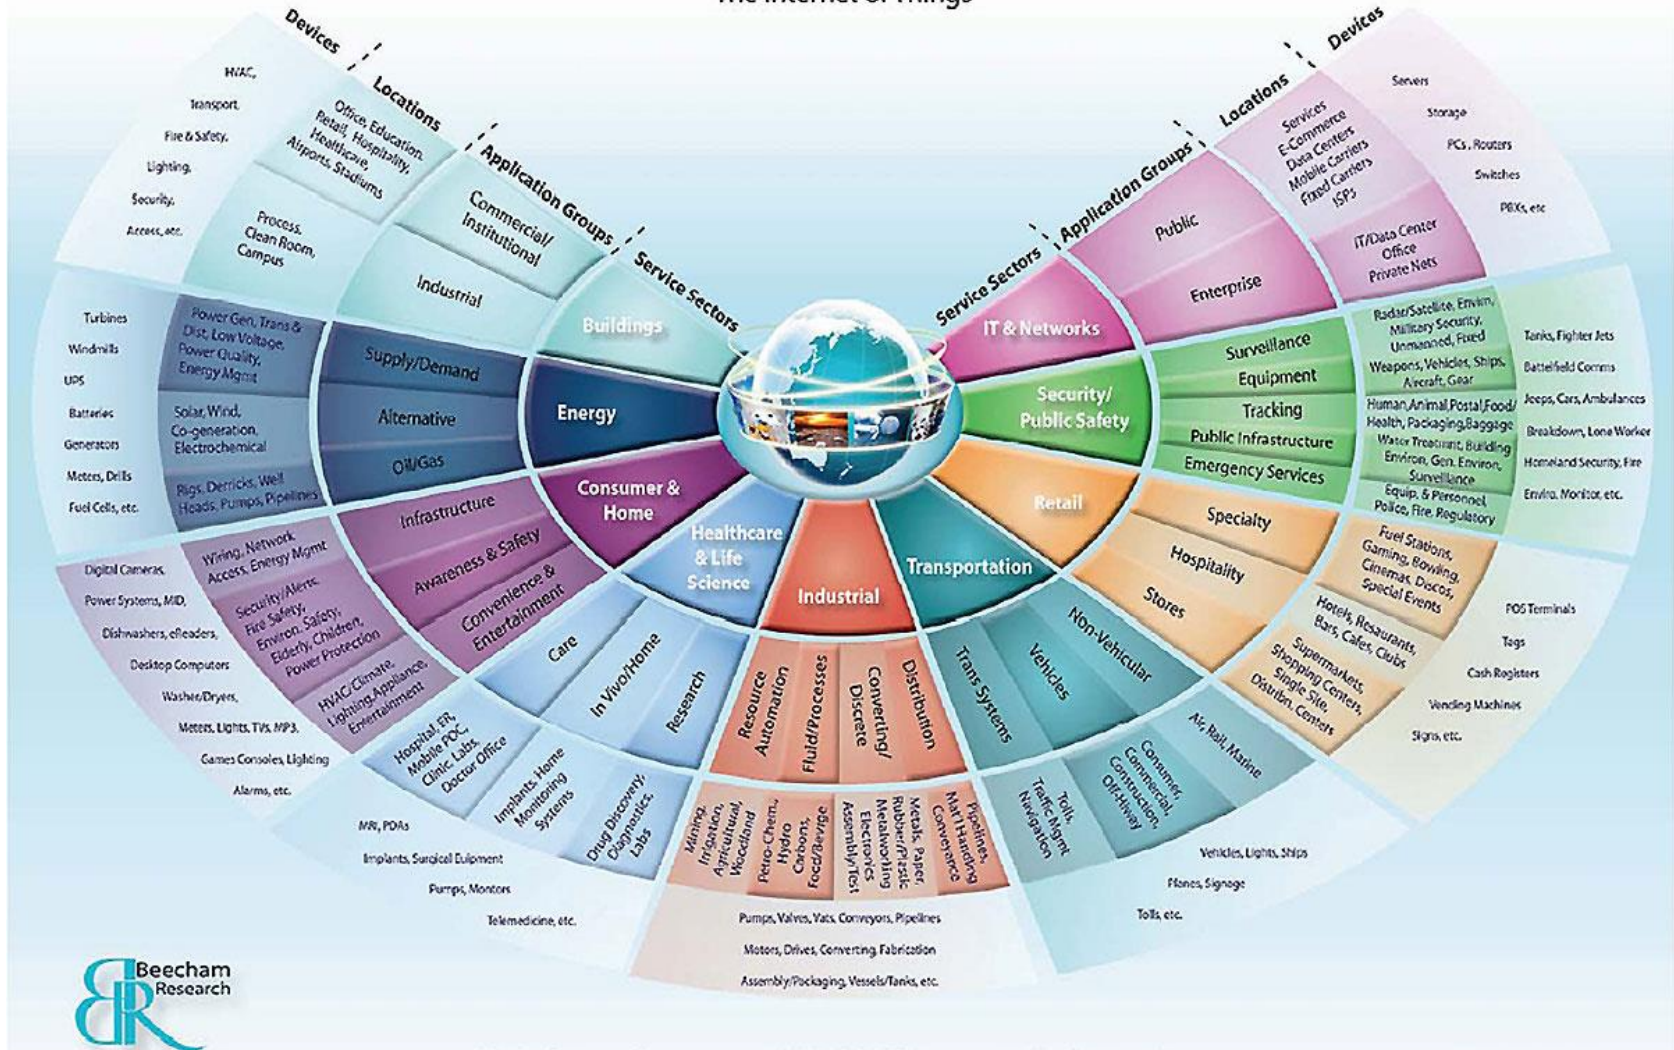 The Internet of Things
Devices
Locations
Application Groups
Service Sectors
Service Sectors
Application Groups
Locations
Devices
HVAC,
Transport,
Fire & Safety,
Lighting,
Security,
Access, etc.
Office, Education,
Retail, Hospitality,
Healthcare,
Airports, Stadiums
Process,
Clean Room,
Campus
Commercial/
Institutional
Industrial
Buildings
Turbines
Windmills
UPS
Batteries
Generators
Meters, Drills
Fuel Cells, etc.
Power Gen, Trans &
Dist, Low Voltage,
Power Quality,
Energy Mgmt
Solar, Wind,
Co-generation,
Electrochemical
Rigs, Derricks, Well
Heads, Pumps, Pipelines
Supply/Demand
Alternative
Oil/Gas
Energy
Digital Cameras,
Power Systems, MID,
Dishwashers, eReaders,
Desktop Computers
Washer/Dryers,
Meters, Lights, TVs, MP3,
Games Consoles, Lighting
Alarms, etc.
Wiring, Network
Access, Energy Mgmt
Security/Alerts,
Fire Safety,
Environ. Safety,
Elderly, Children,
Power Protection
HVAC/Climate,
Lighting,Appliance,
Entertainment
Infrastructure
Awareness & Safety
Convenience &
Entertainment
Consumer &
Home
MRI, PDAs
Implants, Surgical Euipment
Pumps, Montors
Telemedicine, etc.
Hospital, ER,
Mobile POC,
Clinic, Labs,
Doctor Office
Implants, Home
Monitoring
Systems
Drug Discovery,
Diagnostics,
Labs
Care
In Vivo/Home
Research
Healthcare
& Life
Science
Industrial
Resource
Automation
Fluid/Processes
Converting/
Discrete
Distribution
Mining,
Irrigation,
Agricultural,
Woodland
Petro-Chem.,
Hydro
Carbons,
Food/Bevrge
Metals, Paper,
Rubber/Plastic
Metalworking
Electronics
Assembly/Test
Pipelines,
Mat'l Handling
Conveyance
Pumps, Valves, Vats, Conveyors, Pipelines
Motors, Drives, Converting, Fabrication
Assembly/Packaging, Vessels/Tanks, etc.
Transportation
Trans Systems
Vehicles
Non-Vehicular
Tolls,
Traffic Mgmt
Navigation
Consumer,
Commercial,
Construction,
Off-Hiway
Air, Rail, Marine
Vehicles, Lights, Ships
Planes, Signage
Tolls, etc.
Retail
Specialty
Hospitality
Stores
Fuel Stations,
Gaming, Bowling,
Cinemas, Discos,
Special Events
Hotels, Restaurants,
Bars, Cafes, Clubs
Supermarkets,
Shopping Centers,
Single Site,
Distribn. Centers
POS Terminals
Tags
Cash Registers
Vending Machines
Signs, etc.
Security/
Public Safety
Surveillance
Equipment
Tracking
Public Infrastructure
Emergency Services
Radar/Satellite, Envirn,
Military Security,
Unmanned, Fixed
Weapons, Vehicles, Ships,
Aircraft, Gear
Human,Animal,Postal,Food/
Health, Packaging,Baggage
Water Treatmnt, Building
Environ, Gen. Environ,
Surveillance
Equip, & Personnel,
Police, Fire, Regulatory
Tanks, Fighter Jets
Battelfield Comms
Jeeps, Cars, Ambulances
Breakdown, Lone Worker
Homeland Security, Fire
Enviro. Monitor, etc.
IT & Networks
Public
Enterprise
Services
E-Commerce
Data Centers
Mobile Carriers
Fixed Carriers
ISPs
IT/Data Center
Office
Private Nets
Servers
Storage
PCs, Routers
Switches
PBXs, etc
Beecham
Research
BR